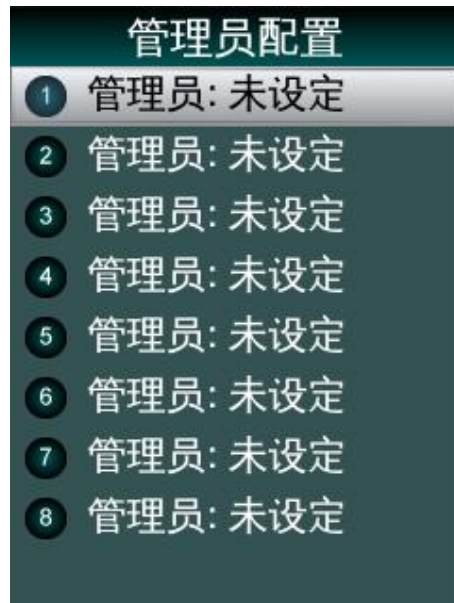 管理员配置
1 管理员: 未设定
2 管理员: 未设定
3 管理员: 未设定
4 管理员: 未设定
5 管理员: 未设定
6 管理员: 未设定
7 管理员: 未设定
8 管理员: 未设定